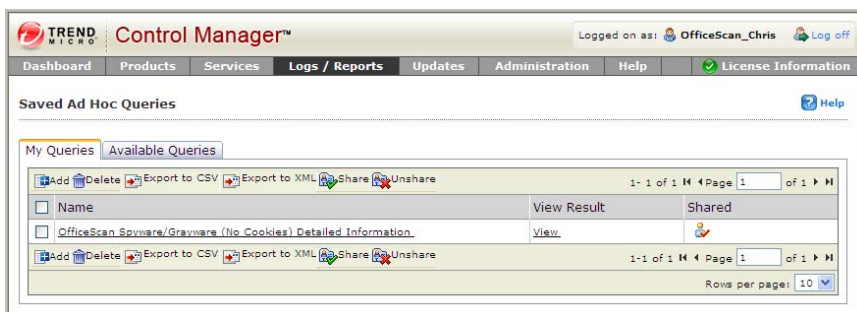 TREND MICRO Control Manager™ Logged on as: OfficeScan_Chris Log off
Dashboard Products Services Logs / Reports Updates Administration Help License Information
Saved Ad Hoc Queries Help
My Queries Available Queries
Add Delete Export to CSV Export to XML Share Unshare 1- 1 of 1 Page 1 of 1
Name View Result Shared
OfficeScan Spyware/Grayware (No Cookies) Detailed Information View
Add Delete Export to CSV Export to XML Share Unshare 1-1 of 1 Page 1 of 1
Rows per page: 10